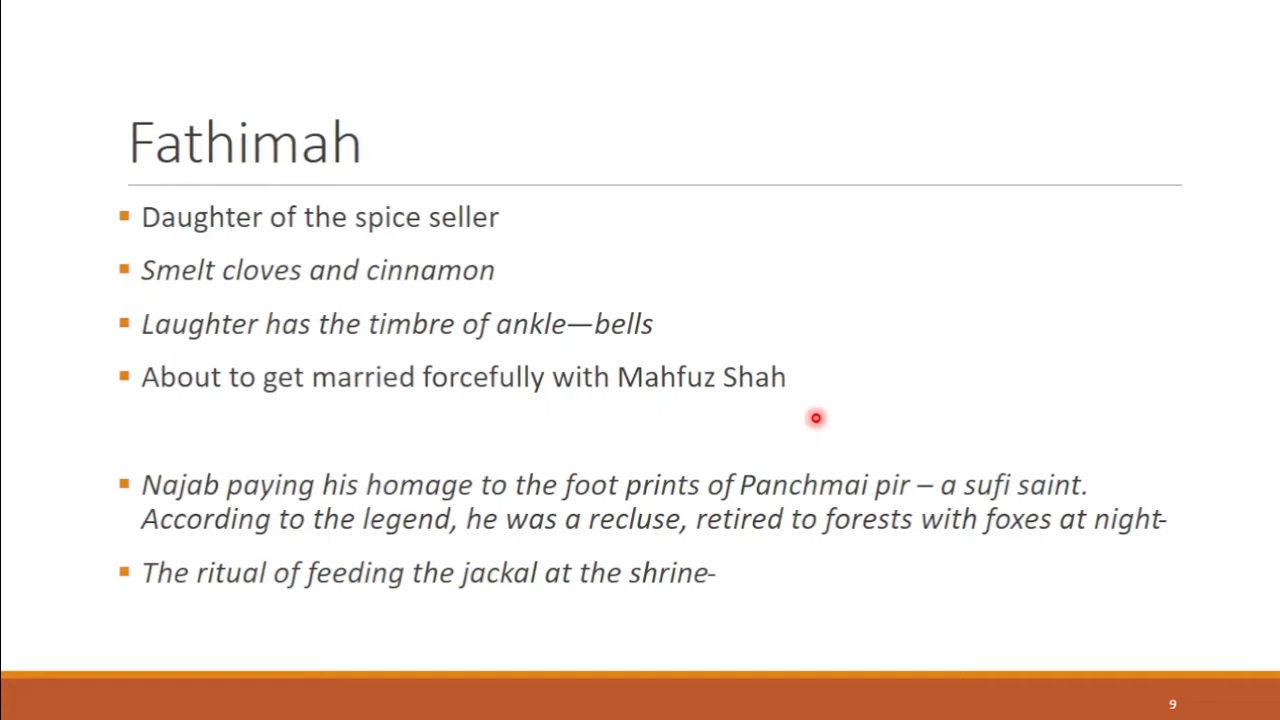 Fathimah
▪ Daughter of the spice seller
▪ Smelt cloves and cinnamon
▪ Laughter has the timbre of ankle—bells
▪ About to get married forcefully with Mahfuz Shah
▪ Najab paying his homage to the foot prints of Panchmai pir – a sufi saint.
According to the legend, he was a recluse, retired to forests with foxes at night-
▪ The ritual of feeding the jackal at the shrine-
9